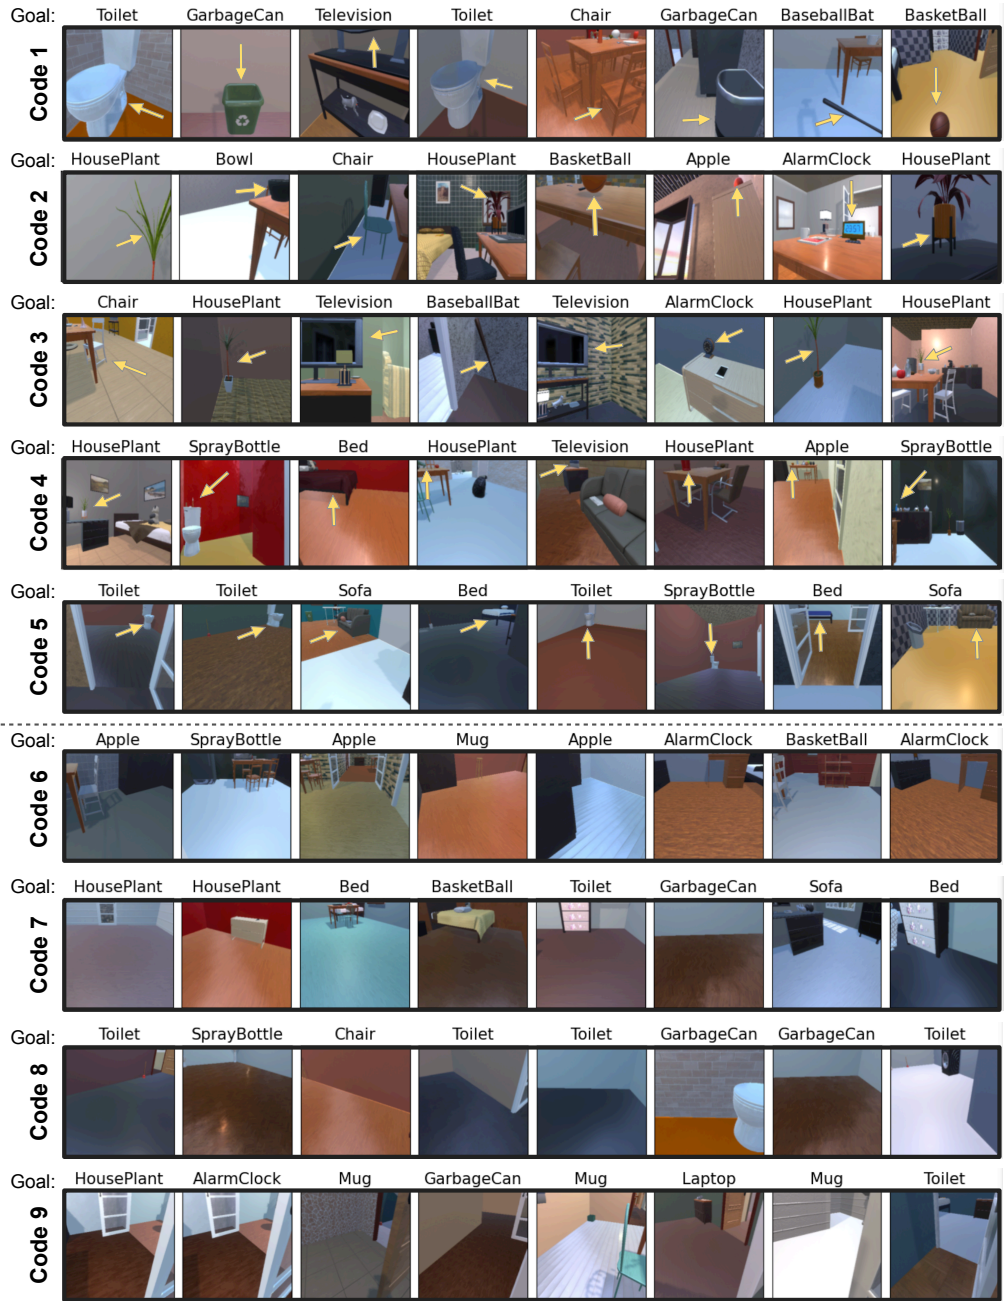 Goal: Toilet GarbageCan Television Toilet Chair GarbageCan BaseballBat BasketBall
Code 1
Goal: HousePlant Bowl Chair HousePlant BasketBall Apple AlarmClock HousePlant
Code 2
Goal: Chair HousePlant Television BaseballBat Television AlarmClock HousePlant HousePlant
Code 3
Goal: HousePlant SprayBottle Bed HousePlant Television HousePlant Apple SprayBottle
Code 4
Goal: Toilet Toilet Sofa Bed Toilet SprayBottle Bed Sofa
Code 5
Goal: Apple SprayBottle Apple Mug Apple AlarmClock BasketBall AlarmClock
Code 6
Goal: HousePlant HousePlant Bed BasketBall Toilet GarbageCan Sofa Bed
Code 7
Goal: Toilet SprayBottle Chair Toilet Toilet GarbageCan GarbageCan Toilet
Code 8
Goal: HousePlant AlarmClock Mug GarbageCan Mug Laptop Mug Toilet
Code 9